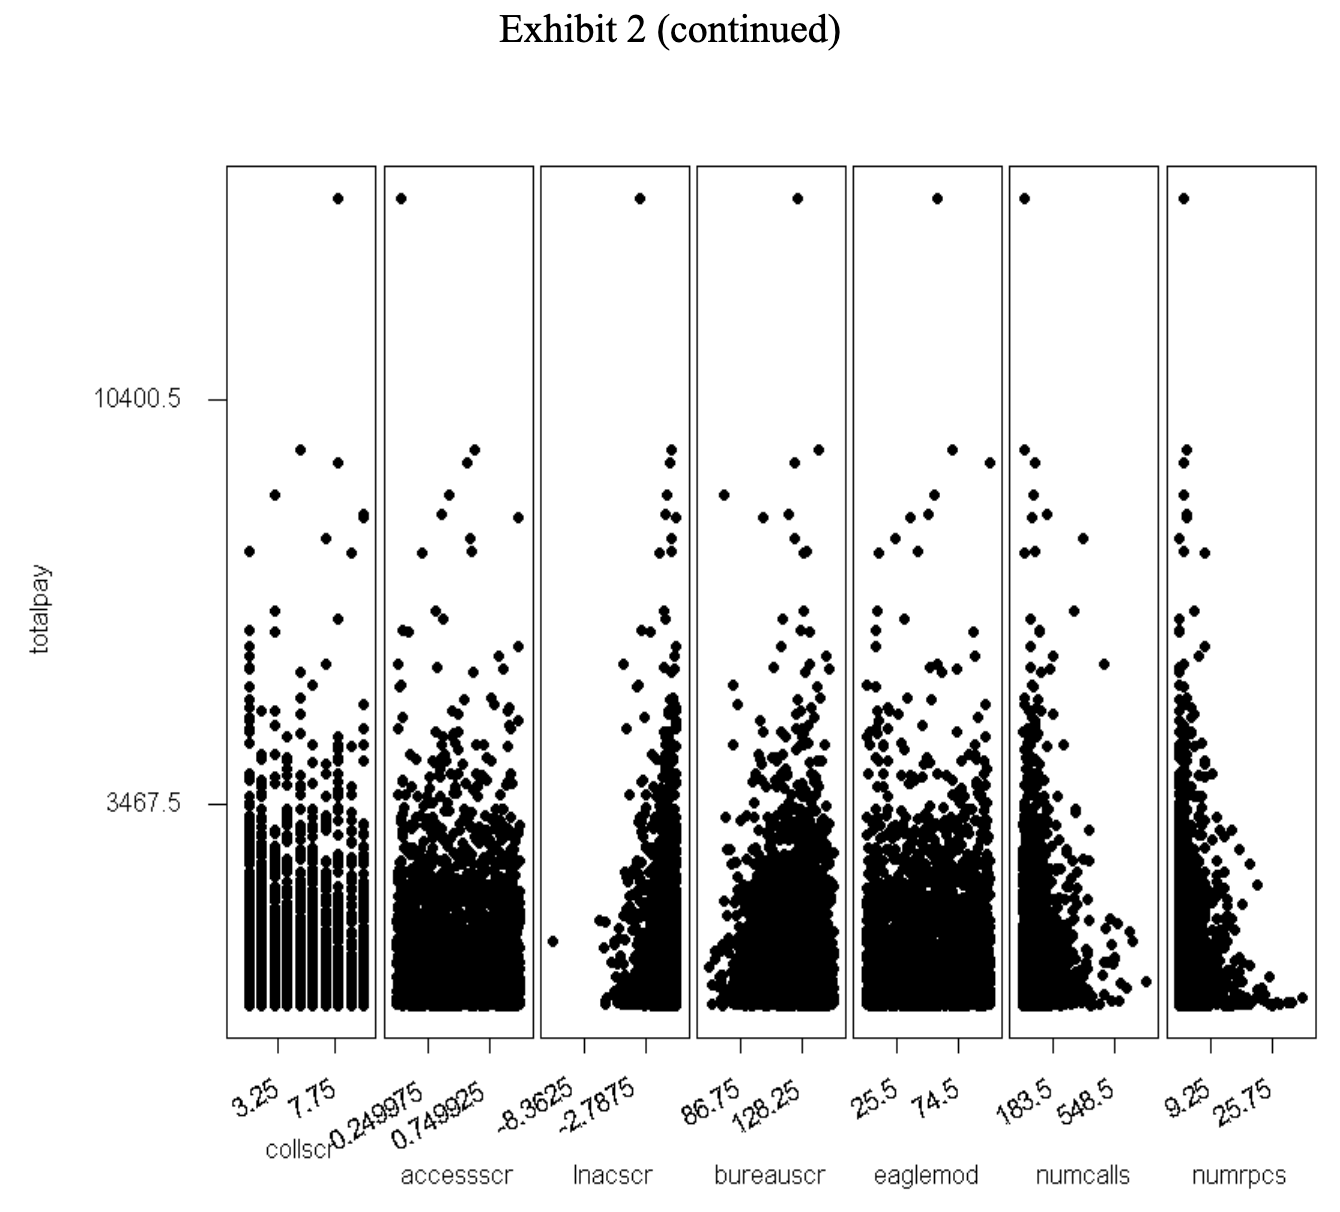 Exhibit 2 (continued)
10400.5
3467.5
totalpay
3.25 7.75 0.249975 0.749925 -8.3625 -2.7875 86.75 128.25 25.5 74.5 183.5 548.5 9.25 25.75
collscr
accessscr lnacscr bureauscr eaglemod numcalls numrpcs